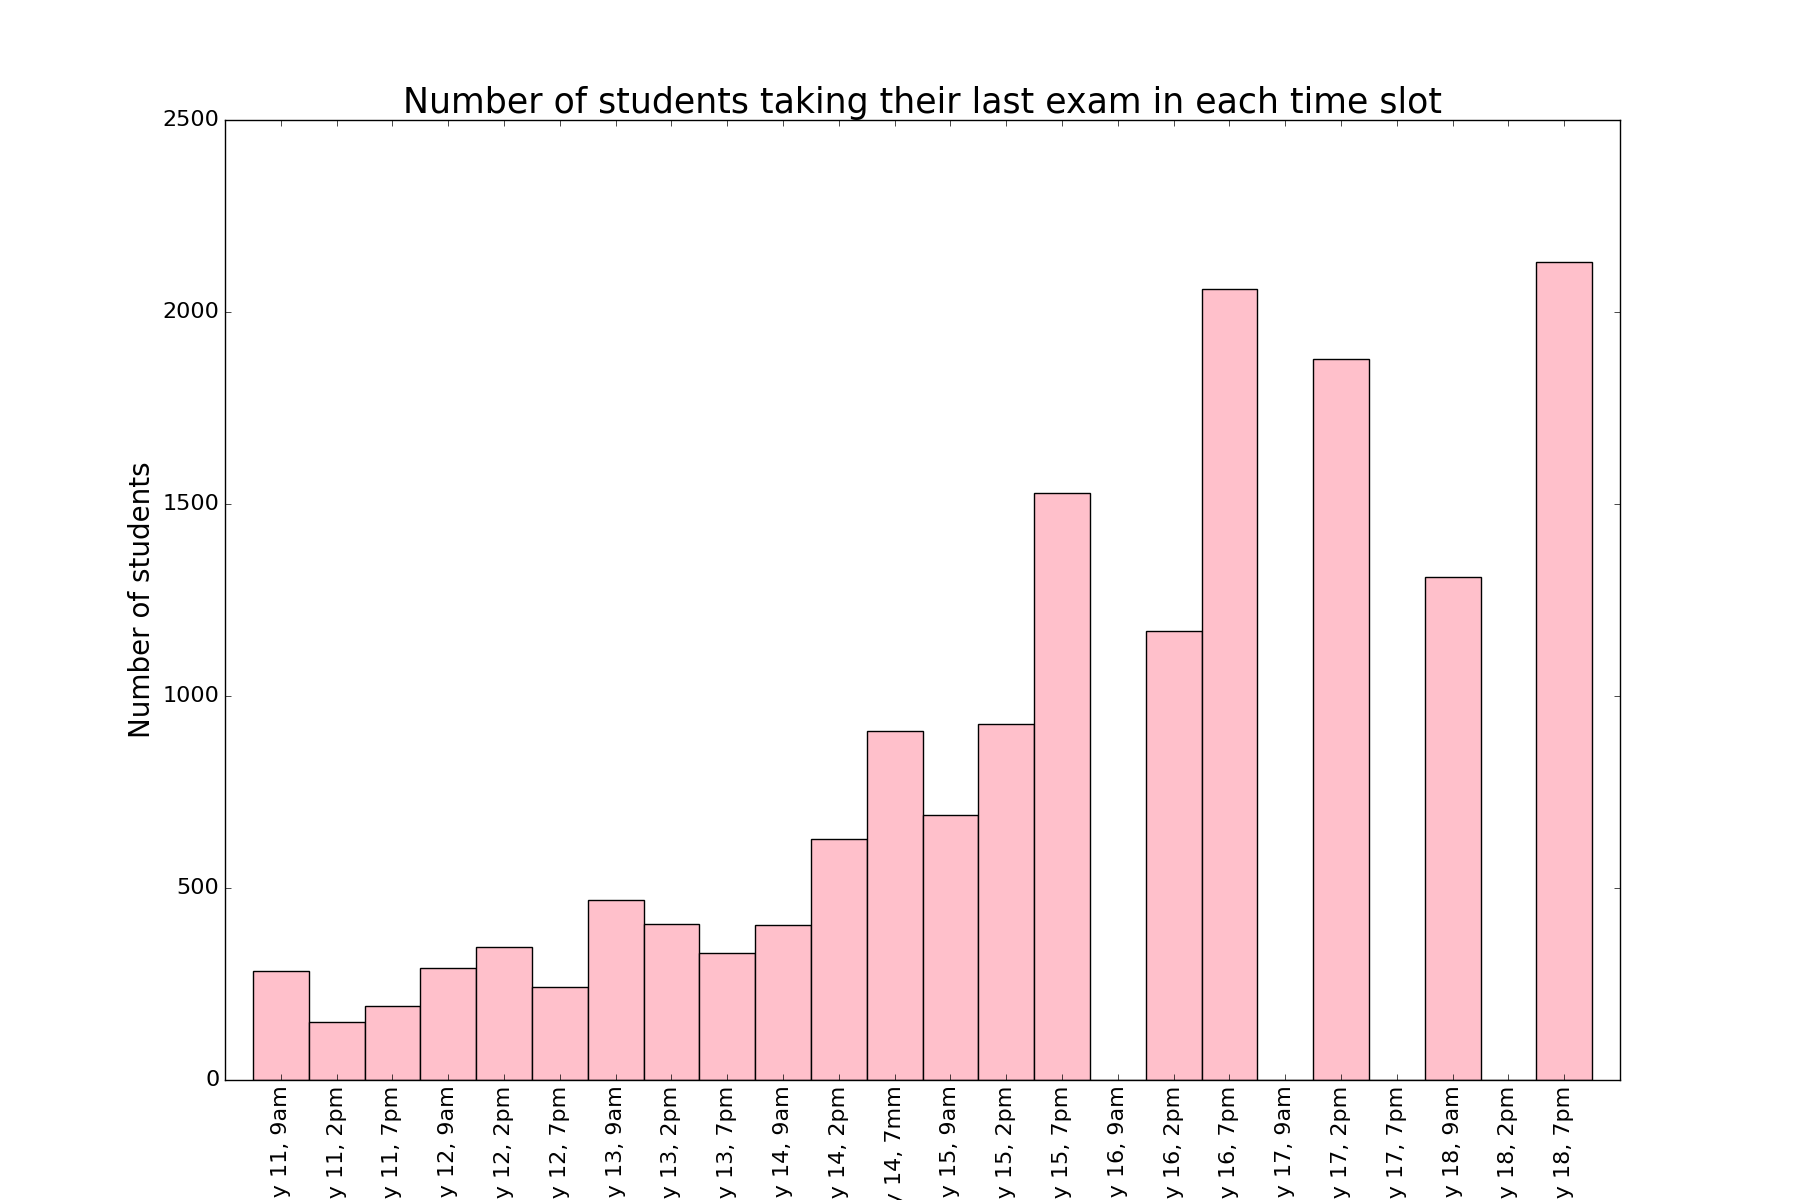 Number of students taking their last exam in each time slot
Number of students
2500
2000
1500
1000
500
0
y 11, 9am
y 11, 2pm
y 11, 7pm
y 12, 9am
y 12, 2pm
y 12, 7pm
y 13, 9am
y 13, 2pm
y 13, 7pm
y 14, 9am
y 14, 2pm
y 14, 7mm
y 15, 9am
y 15, 2pm
y 15, 7pm
y 16, 9am
y 16, 2pm
y 16, 7pm
y 17, 9am
y 17, 2pm
y 17, 7pm
y 18, 9am
y 18, 2pm
y 18, 7pm